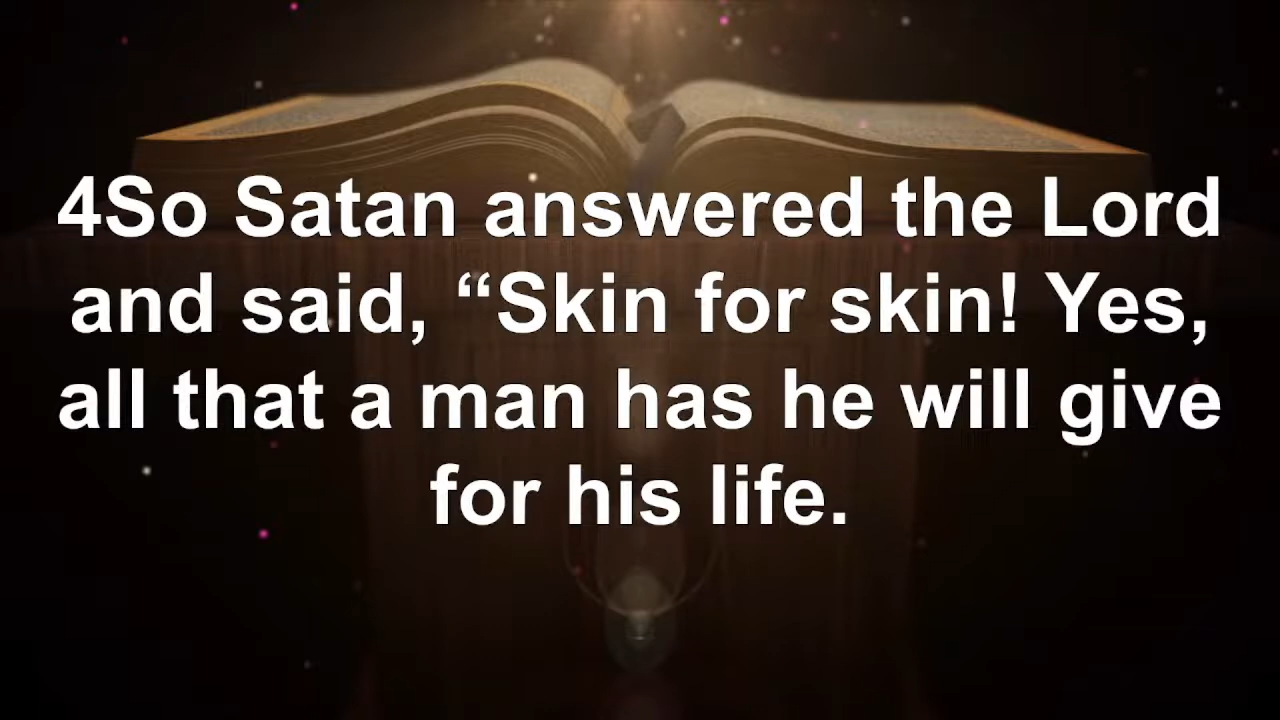 4So Satan answered the Lord
and said, “Skin for skin! Yes,
all that a man has he will give
for his life.